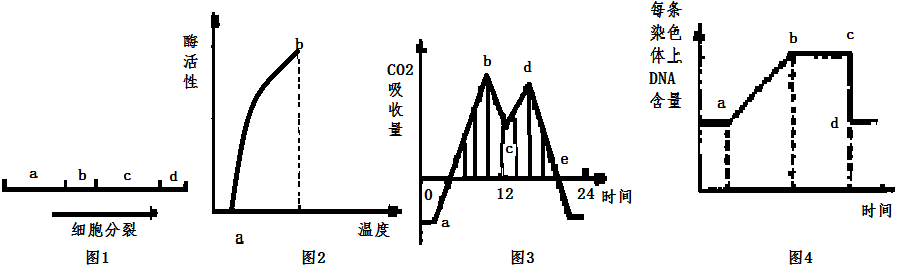 a b c d
细胞分裂
图1
酶活性
b
a
温度
图2
CO2
吸收量
b
d
c
e
a
0 12 24 时间
图3
每条
染色
体上
DNA
含量
b c
a
d
时间
图4